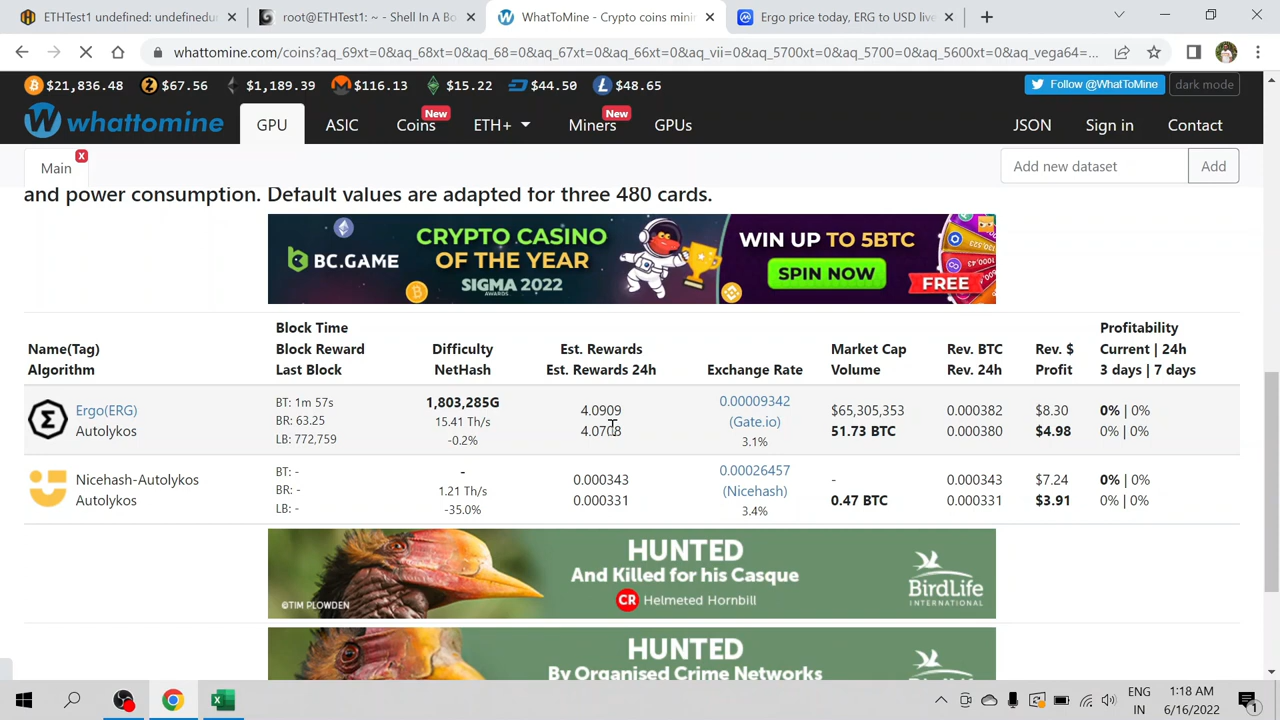 ETHTest1 undefined: undefinedur
root@ETHTest1: ~ - Shell In A Bo
WhatToMine - Crypto coins mini
Ergo price today, ERG to USD live
whattomine.com/coins?aq_69xt=0&aq_68xt=0&aq_68=0&aq_67xt=0&aq_66xt=0&aq_vii=0&aq_5700xt=0&aq_5700=0&aq_5600xt=0&aq_vega64=...
$21,836.48 $67.56 $1,189.39 $116.13 $15.22 $44.50 $48.65
Follow @WhatToMine dark mode
New New
whattomine GPU ASIC Coins ETH+ Miners GPUs JSON Sign in Contact
Main x Add new dataset Add
and power consumption. Default values are adapted for three 480 cards.
CRYPTO CASINO
OF THE YEAR
SIGMA 2022
AWARDS
BC.GAME
WIN UP TO 5BTC
SPIN NOW
FREE
Block Time Profitability
Name(Tag) Block Reward Difficulty Est. Rewards Market Cap Rev. BTC Rev. $ Current | 24h
Algorithm Last Block NetHash Est. Rewards 24h Exchange Rate Volume Rev. 24h Profit 3 days | 7 days
Ergo(ERG)
Autolykos
BT: 1m 57s
BR: 63.25
LB: 772,759
1,803,285G
15.41 Th/s
-0.2%
4.0909
4.0708
0.00009342
(Gate.io)
3.1%
$65,305,353
51.73 BTC
0.000382
0.000380
$8.30
$4.98
0% | 0%
0% | 0%
Nicehash-Autolykos
Autolykos
BT: -
BR: -
LB: -
-
1.21 Th/s
-35.0%
0.000343
0.000331
0.00026457
(Nicehash)
3.4%
-
0.47 BTC
0.000343
0.000331
$7.24
$3.91
0% | 0%
0% | 0%
HUNTED
And Killed for his Casque
CR Helmeted Hornbill
©TIM PLOWDEN
BirdLife
INTERNATIONAL
HUNTED
By Organised Crime Networks
BirdLife
ENG
IN
1:18 AM
6/16/2022
1